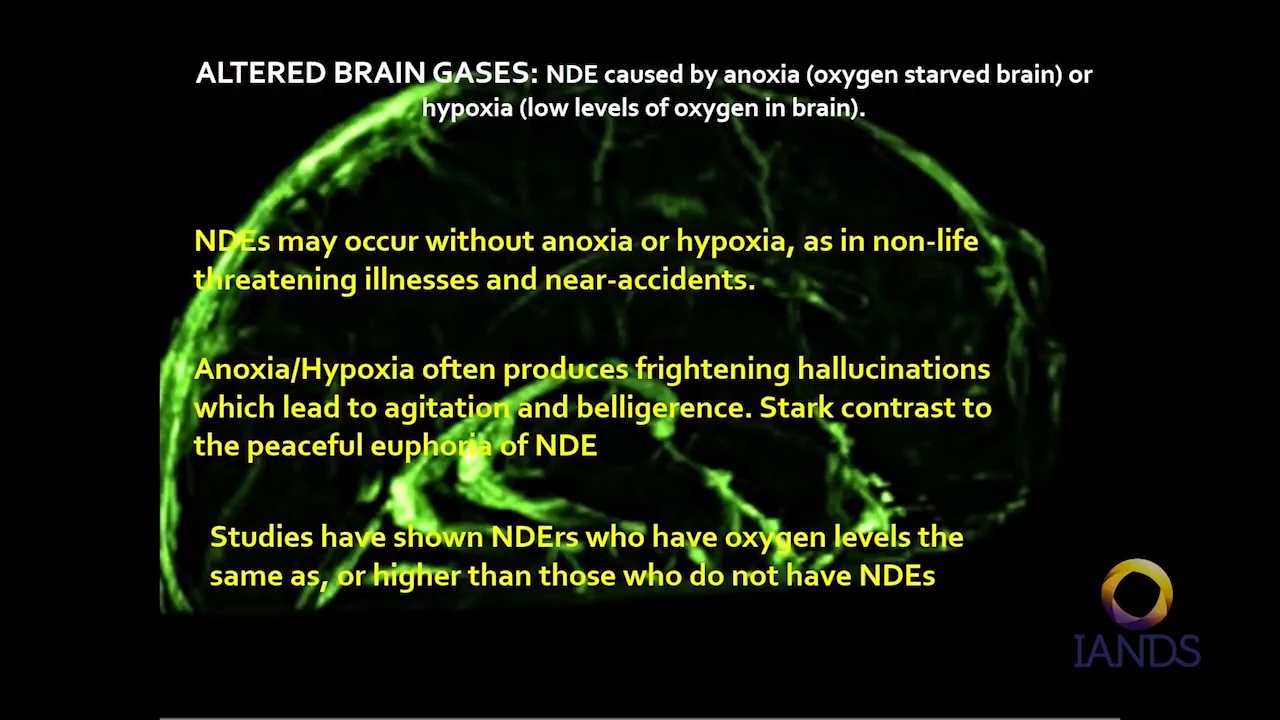 ALTERED BRAIN GASES: NDE caused by anoxia (oxygen starved brain) or
hypoxia (low levels of oxygen in brain).
NDEs may occur without anoxia or hypoxia, as in non-life
threatening illnesses and near-accidents.
Anoxia/Hypoxia often produces frightening hallucinations
which lead to agitation and belligerence. Stark contrast to
the peaceful euphoria of NDE
Studies have shown NDErs who have oxygen levels the
same as, or higher than those who do not have NDEs
IANDS